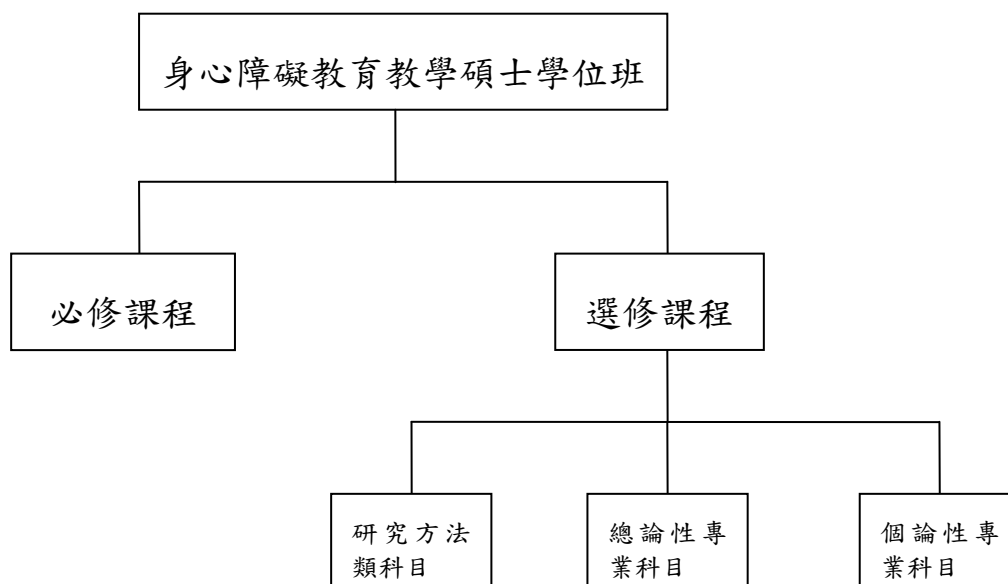 身心障礙教育教學碩士學位班
必修課程
選修課程
研究方法
類科目
總論性專
業科目
個論性專
業科目